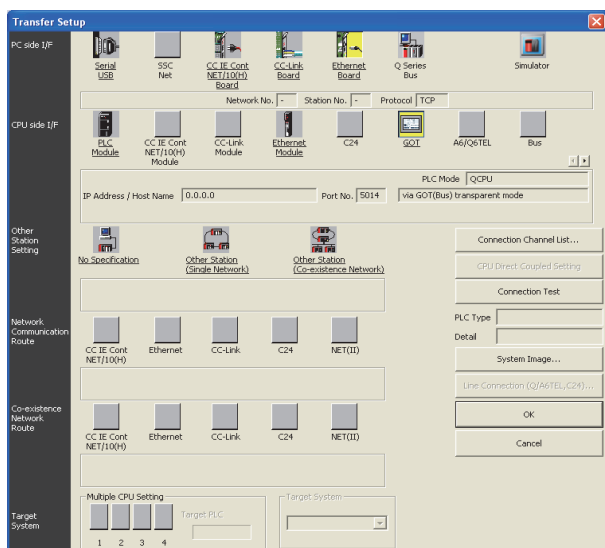 Transfer Setup
PC side I/F
Serial
USB
SSC
Net
CC IE Cont
NET/10(H)
Board
CC-Link
Board
Ethernet
Board
Q Series
Bus
Simulator
Network No. -
Station No. -
Protocol TCP
CPU side I/F
PLC
Module
CC IE Cont
NET/10(H)
Module
CC-Link
Module
Ethernet
Module
C24
GOT
A6/Q6TEL
Bus
PLC Mode QCPU
IP Address / Host Name 0.0.0.0
Port No. 5014
via GOT(Bus) transparent mode
Other
Station
Setting
No Specification
Other Station
(Single Network)
Other Station
(Co-existence Network)
Connection Channel List...
CPU Direct Coupled Setting
Connection Test
PLC Type
Detail
System Image...
Line Connection (Q/A6TEL,C24)...
OK
Cancel
Network
Communication
Route
CC IE Cont
NET/10(H)
Ethernet
CC-Link
C24
NET(II)
Co-existence
Network
Route
CC IE Cont
NET/10(H)
Ethernet
CC-Link
C24
NET(II)
Target
System
Multiple CPU Setting
1 2 3 4
Target PLC
Target System